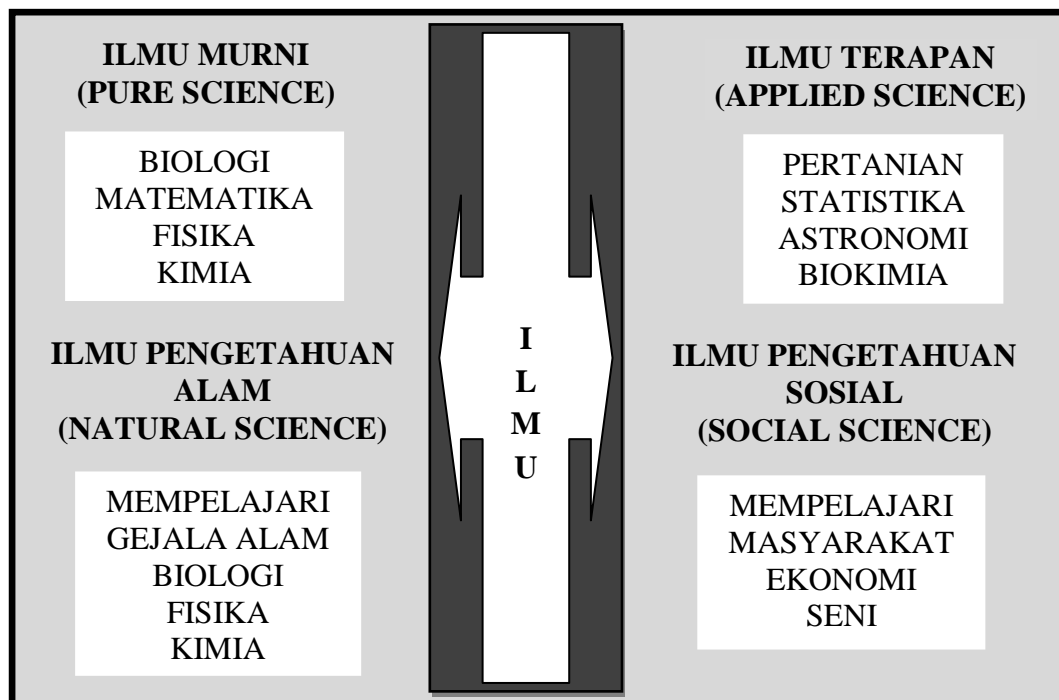 ILMU MURNI
(PURE SCIENCE)
BIOLOGI
MATEMATIKA
FISIKA
KIMIA
ILMU PENGETAHUAN
ALAM
(NATURAL SCIENCE)
MEMPELAJARI
GEJALA ALAM
BIOLOGI
FISIKA
KIMIA
I
L
M
U
ILMU TERAPAN
(APPLIED SCIENCE)
PERTANIAN
STATISTIKA
ASTRONOMI
BIOKIMIA
ILMU PENGETAHUAN
SOSIAL
(SOCIAL SCIENCE)
MEMPELAJARI
MASYARAKAT
EKONOMI
SENI